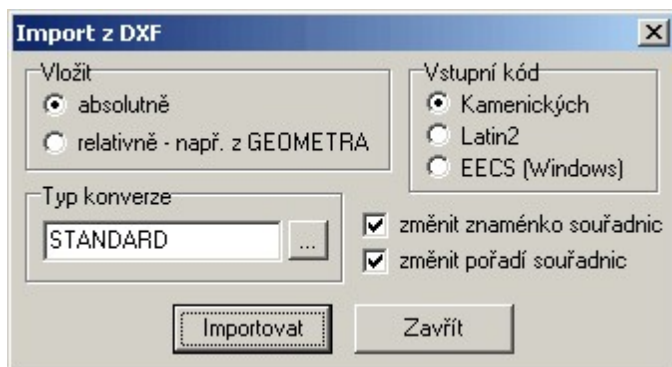 Import z DXF
Vložit
absolutně
relativně - např. z GEOMETRA
Vstupní kód
Kamenických
Latin2
EECS (Windows)
Typ konverze
STANDARD
...
změnit znaménko souřadnic
změnit pořadí souřadnic
Importovat
Zavřít